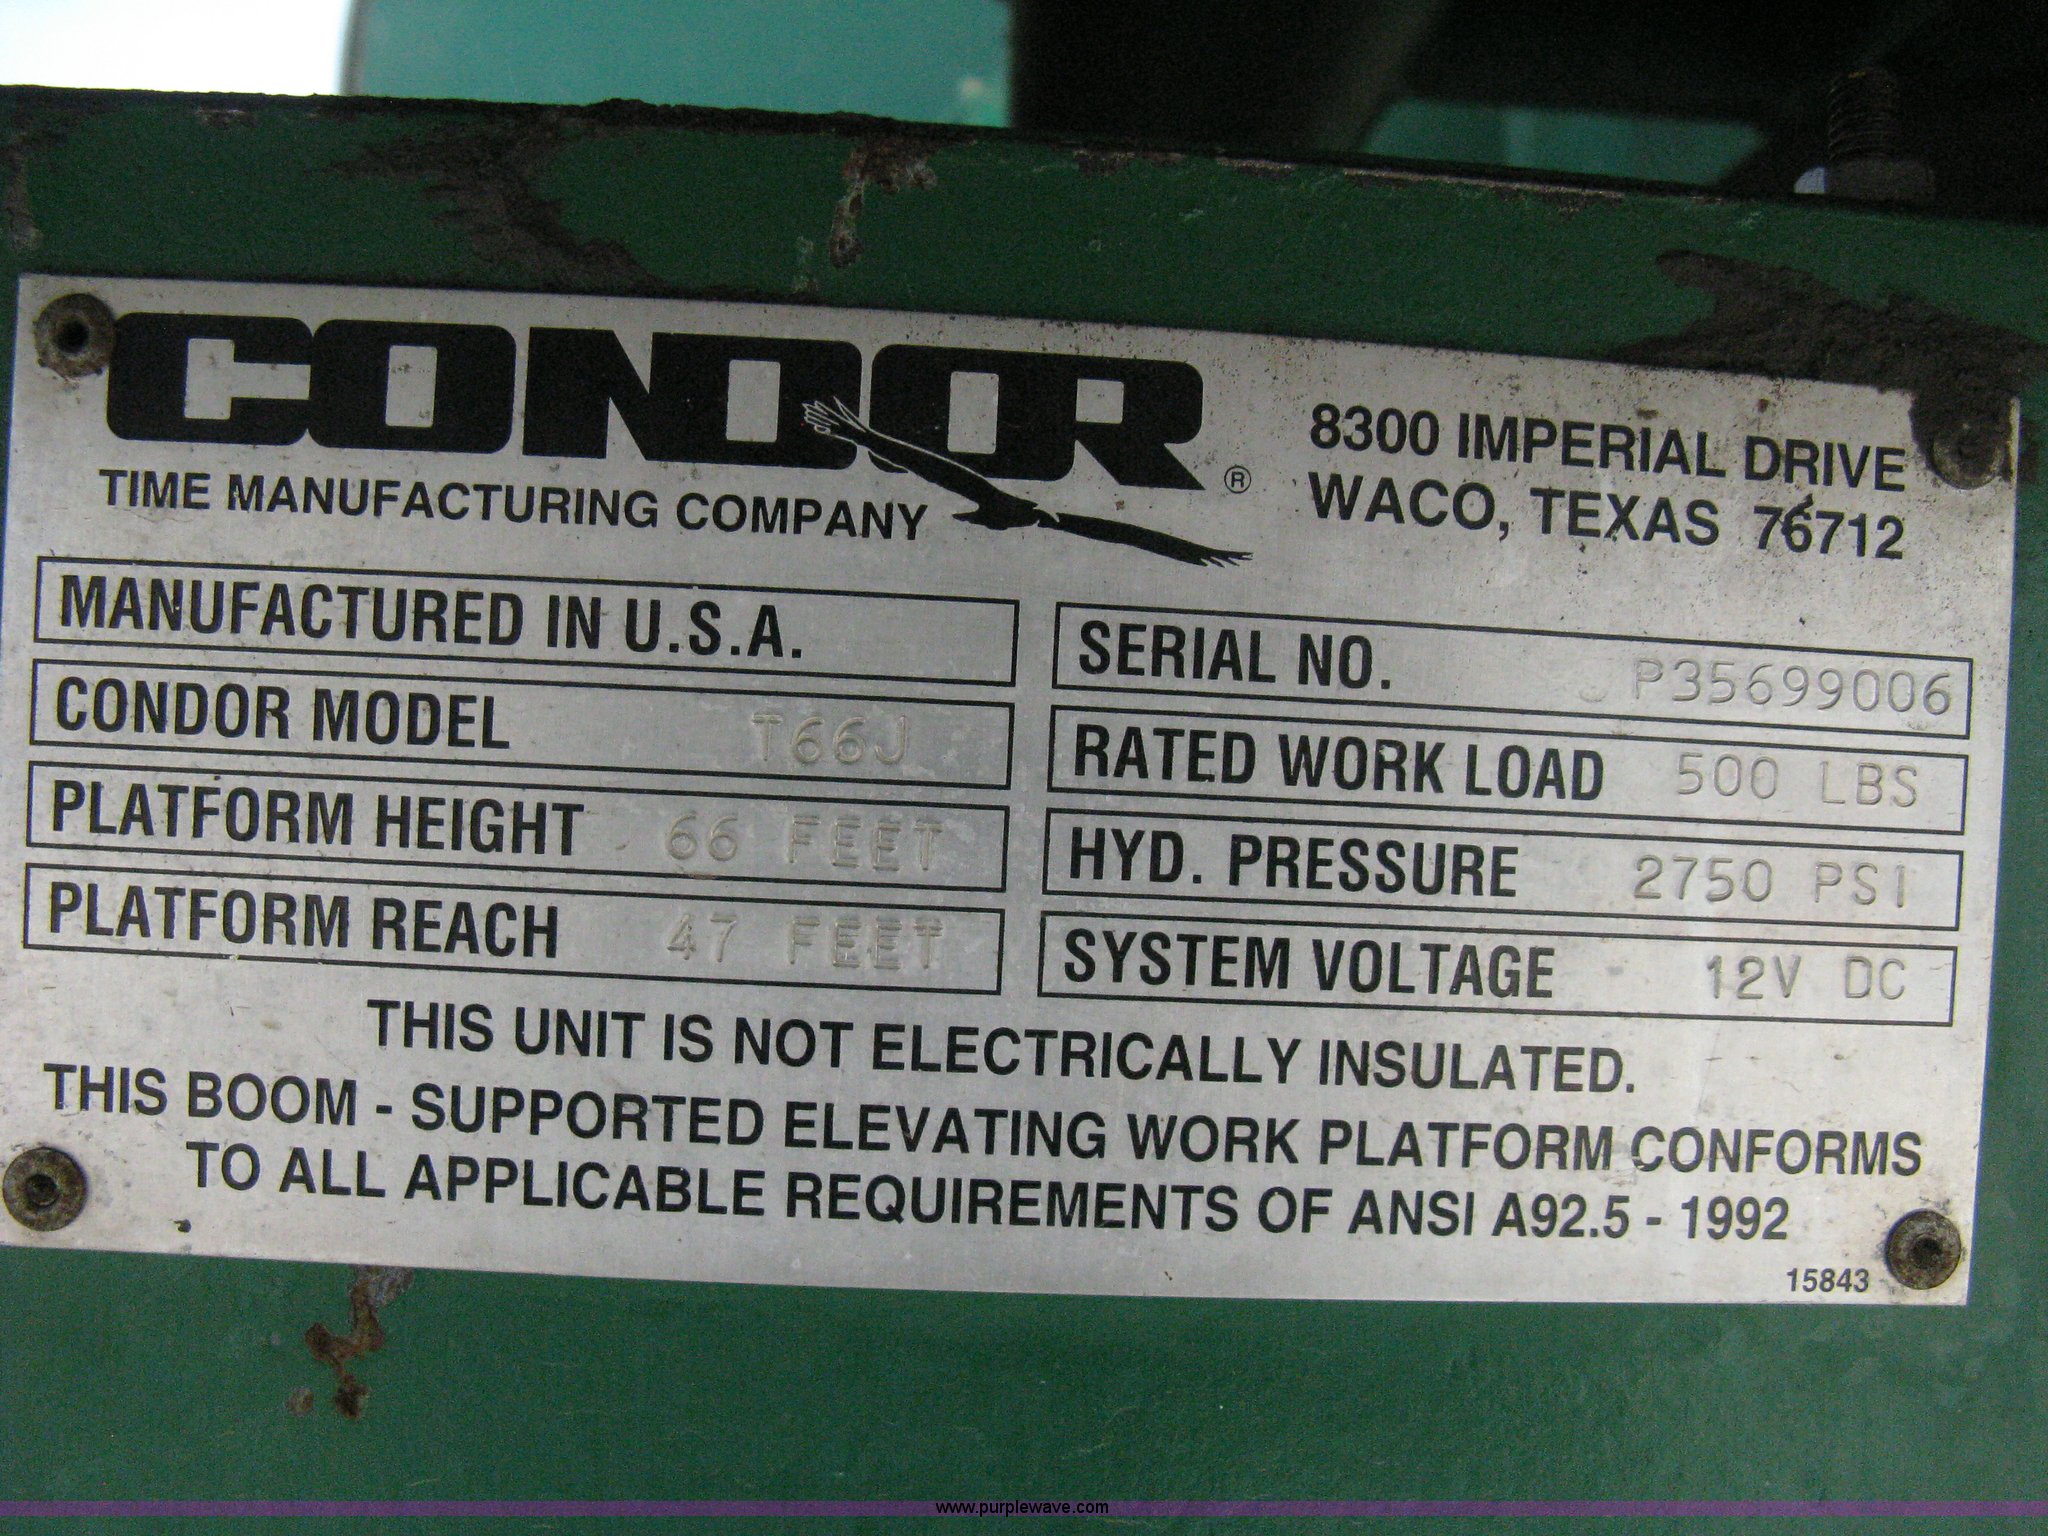 CONDOR ®
TIME MANUFACTURING COMPANY
8300 IMPERIAL DRIVE
WACO, TEXAS 76712
MANUFACTURED IN U.S.A.
CONDOR MODEL T66J
PLATFORM HEIGHT 66 FEET
PLATFORM REACH 47 FEET
SERIAL NO. P35699006
RATED WORK LOAD 500 LBS
HYD. PRESSURE 2750 PSI
SYSTEM VOLTAGE 12V DC
THIS UNIT IS NOT ELECTRICALLY INSULATED.
THIS BOOM - SUPPORTED ELEVATING WORK PLATFORM CONFORMS
TO ALL APPLICABLE REQUIREMENTS OF ANSI A92.5 - 1992
15843
www.purplewave.com